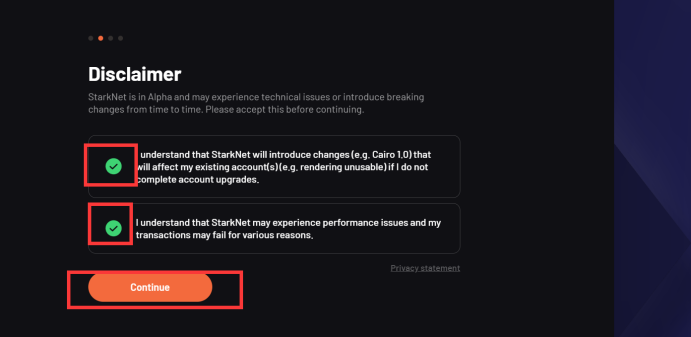 Disclaimer
StarkNet is in Alpha and may experience technical issues or introduce breaking
changes from time to time. Please accept this before continuing.
I understand that StarkNet will introduce changes (e.g. Cairo 1.0) that
will affect my existing account(s) (e.g. rendering unusable) if I do not
complete account upgrades.
I understand that StarkNet may experience performance issues and my
transactions may fail for various reasons.
Privacy statement
Continue